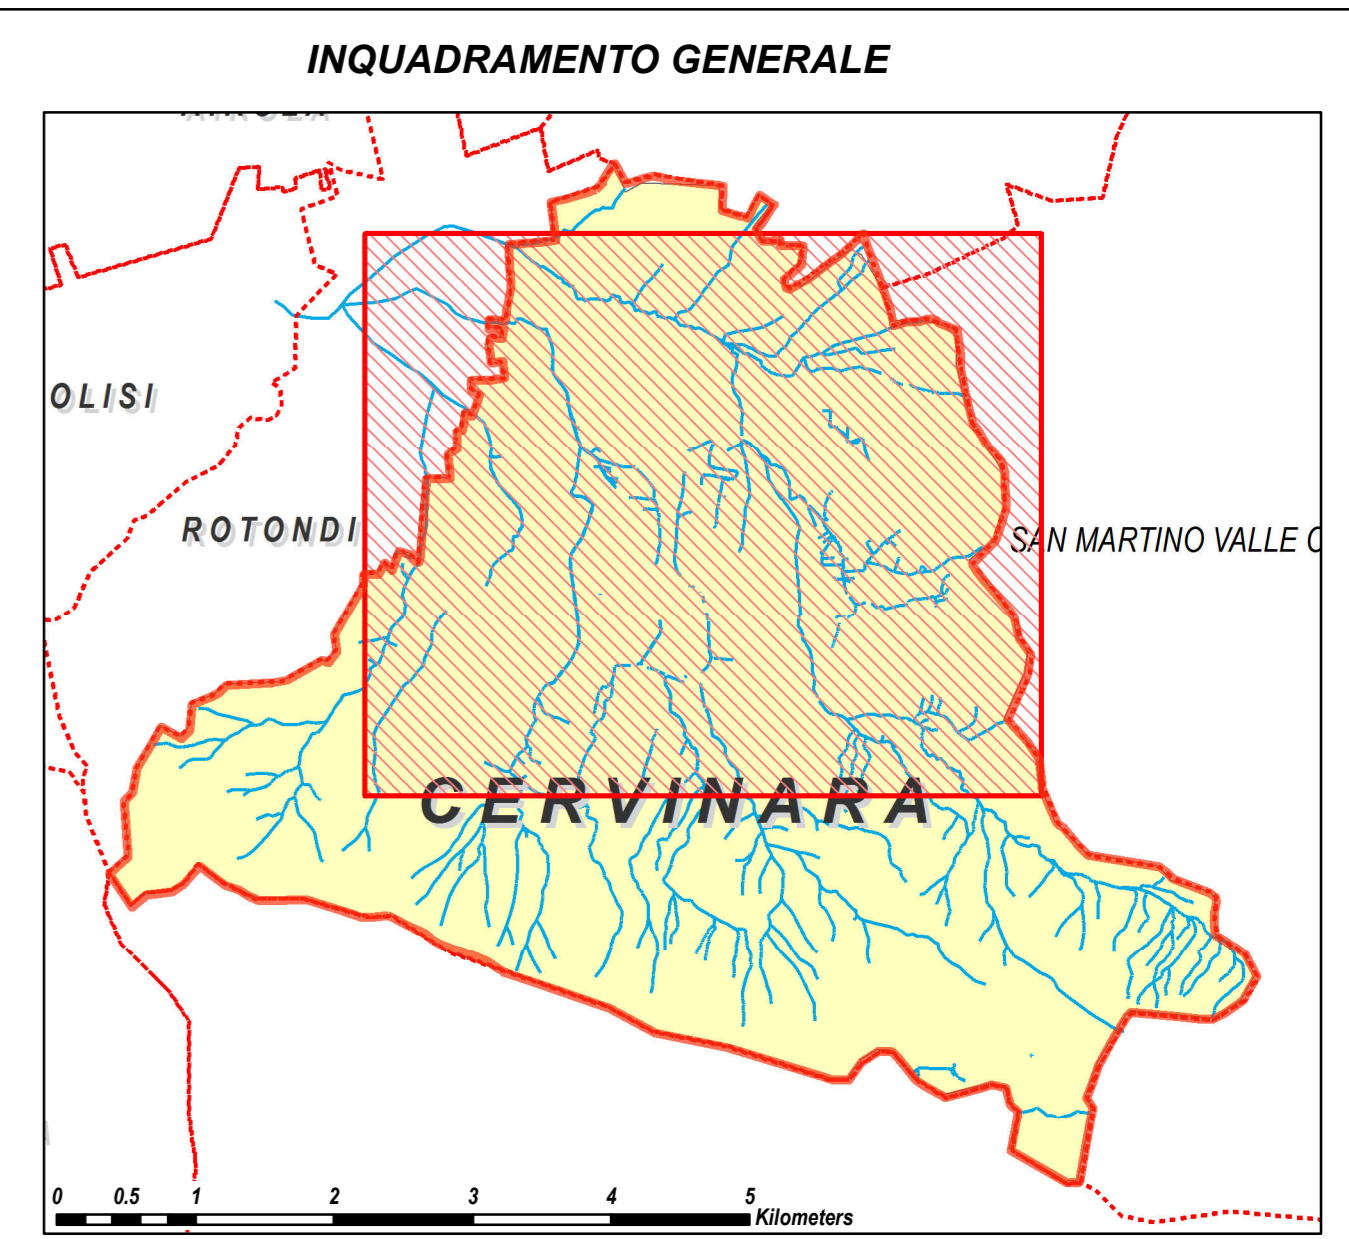 INQUADRAMENTO GENERALE
OLISI
ROTONDI
SAN MARTINO VALLE C
CERVINARA
0 0.5 1 2 3 4 5
Kilometers